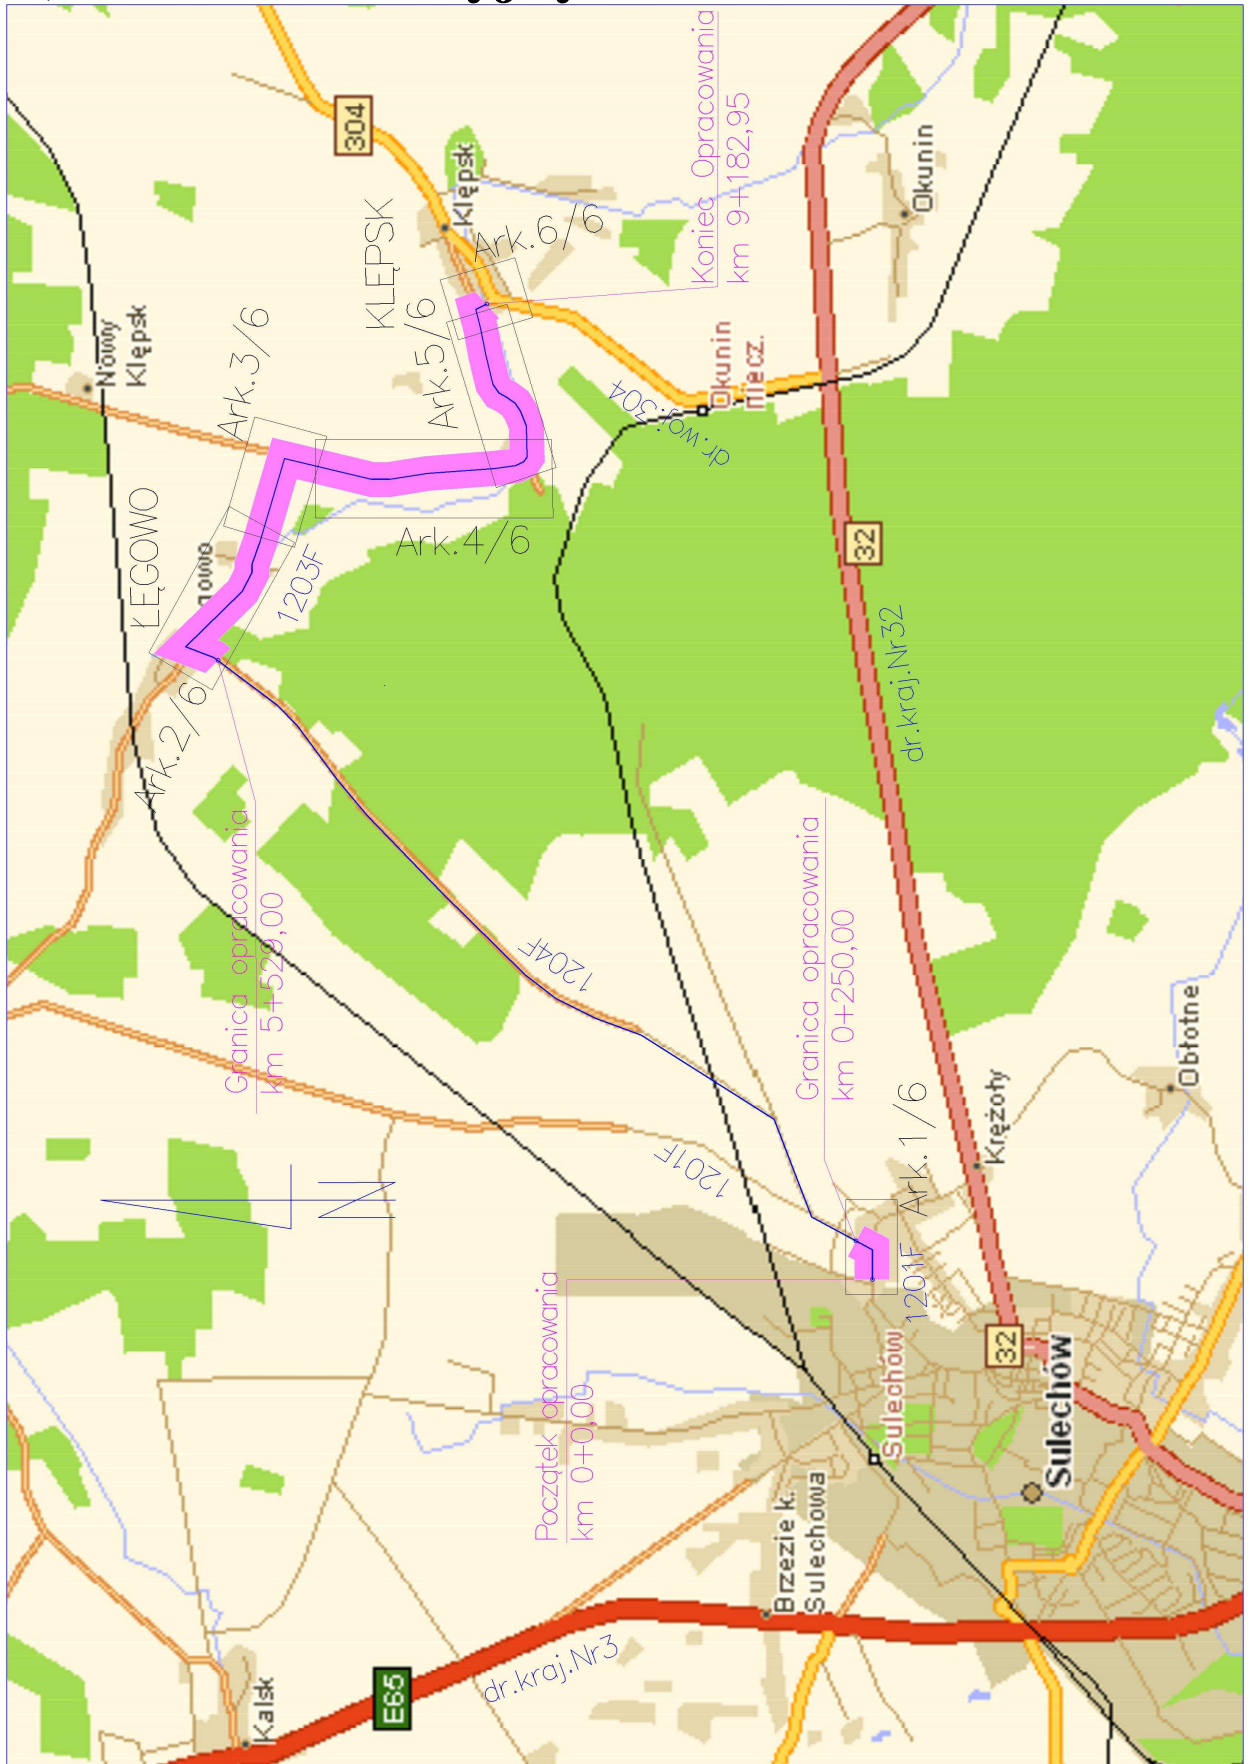 304
Klępsk
KLĘPSK
Ark.6/6
Ark.5/6
Koniec Opracowania
km 9+182,95
Okunin
Nowy
Klępsk
Ark.3/6
Okunin
niecz.
dr.woj.304
ŁĘGOWO
gowo
1203F
Ark.4/6
32
dr.kraj.Nr32
Ark.2/6
Granica opracowania
km 5+529,00
1204F
Granica opracowania
km 0+250,00
Obłotne
Krężoły
N
1201F
Ark.1/6
1201F
Początek opracowania
km 0+0,00
32
Sulechów
Sulechów
Brzezie k.
Sulechowa
dr.kraj.Nr3
E65
Kalsk